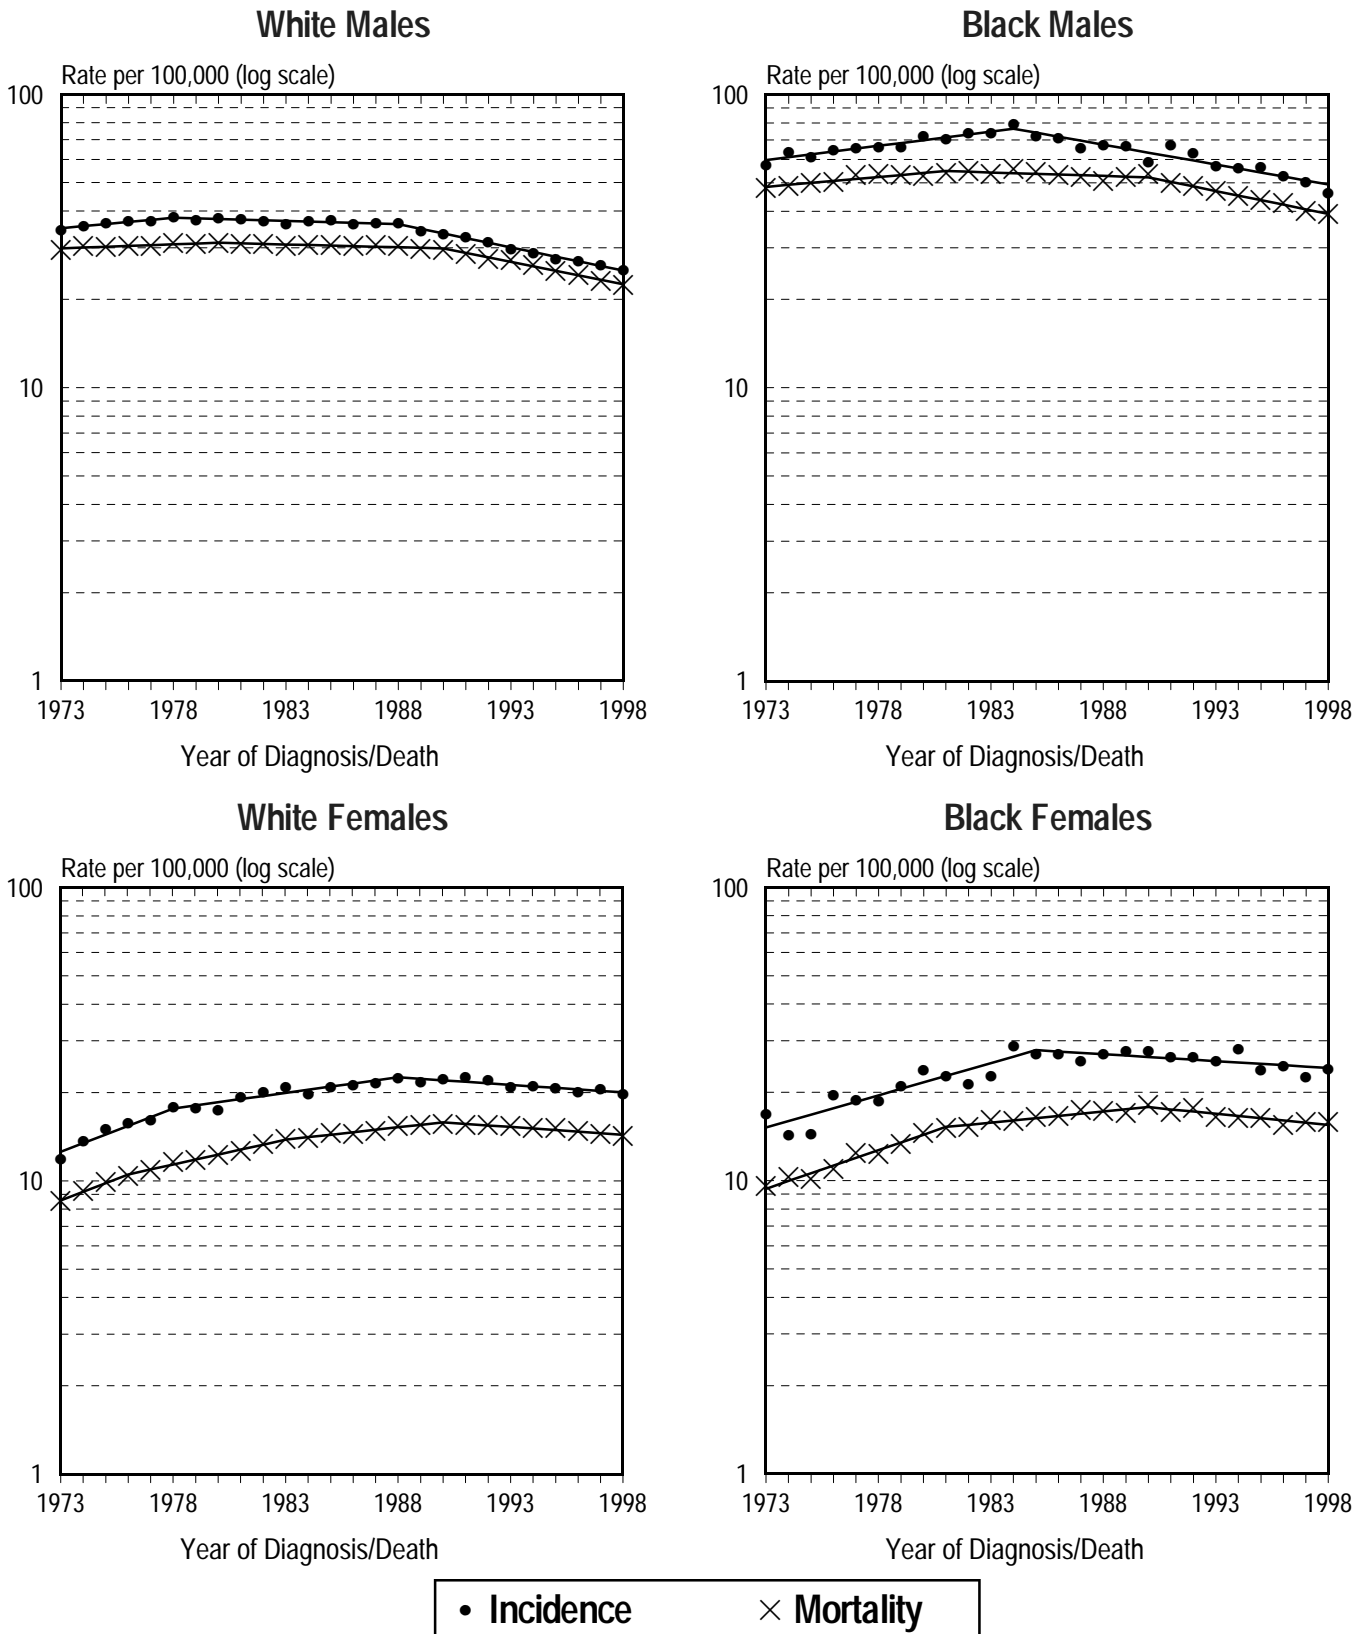 White Males
Rate per 100,000 (log scale)
100
10
1
1973 1978 1983 1988 1993 1998
Year of Diagnosis/Death
Black Males
Rate per 100,000 (log scale)
100
10
1
1973 1978 1983 1988 1993 1998
Year of Diagnosis/Death
White Females
Rate per 100,000 (log scale)
100
10
1
1973 1978 1983 1988 1993 1998
Year of Diagnosis/Death
Black Females
Rate per 100,000 (log scale)
100
10
1
1973 1978 1983 1988 1993 1998
Year of Diagnosis/Death
Incidence Mortality